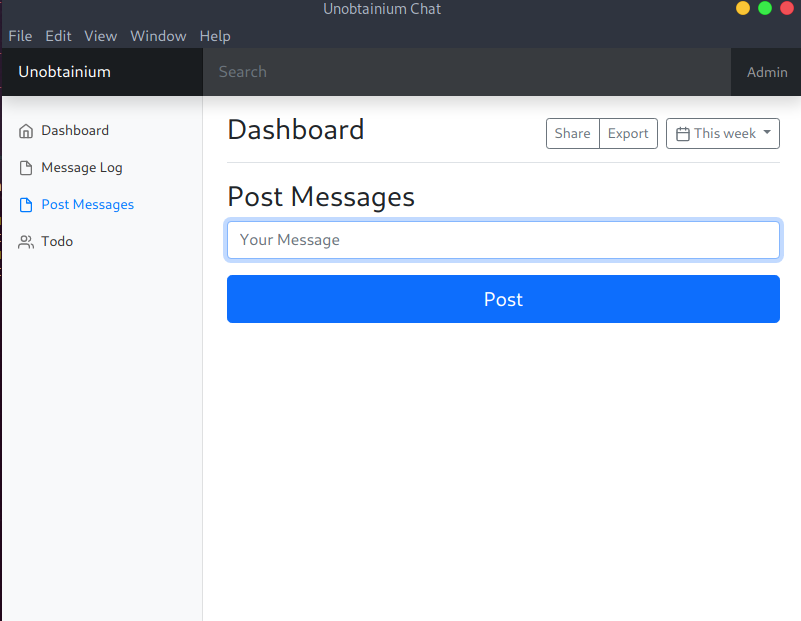 Unobtainium Chat
File Edit View Window Help
Unobtainium Search Admin
Dashboard
Message Log
Post Messages
Todo
Dashboard
Share Export This week
Post Messages
Your Message
Post